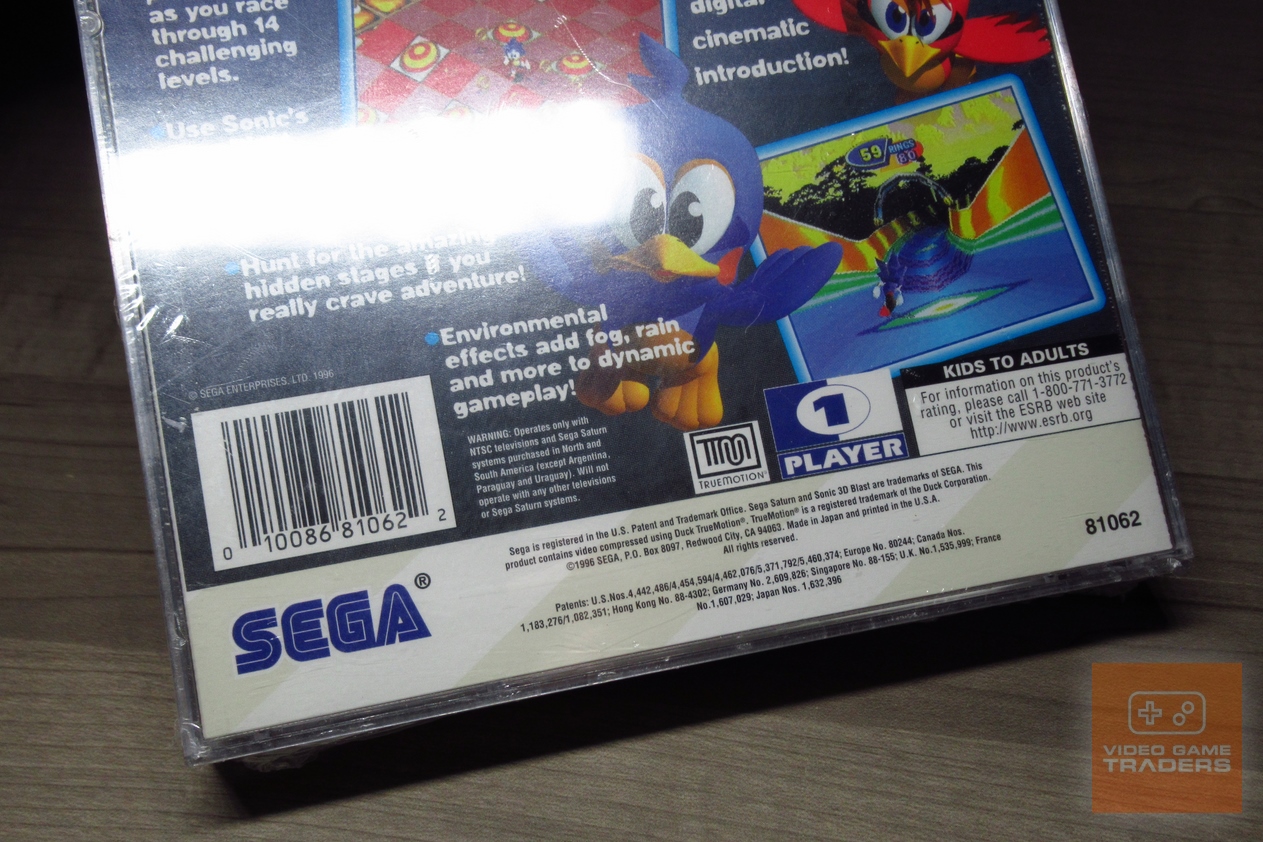 as you race
through 14
challenging
levels.
Use Sonic's
Hunt for the amazing
hidden stages if you
really crave adventure!
digital
cinematic
introduction!
59/RINGS
80
Environmental
effects add fog, rain
and more to dynamic
gameplay!
© SEGA ENTERPRISES, LTD. 1996
0 10086 81062 2
WARNING: Operates only with
NTSC televisions and Sega Saturn
systems purchased in North and
South America (except Argentina,
Paraguay and Uraguay). Will not
operate with any other televisions
or Sega Saturn systems.
TM
TRUEMOTION®
1
PLAYER
KIDS TO ADULTS
For information on this product's
rating, please call 1-800-771-3772
or visit the ESRB web site
http://www.esrb.org
Sega is registered in the U.S. Patent and Trademark Office. Sega Saturn and Sonic 3D Blast are trademarks of SEGA. This
product contains video compressed using Duck TrueMotion®. TrueMotion® is a registered trademark of the Duck Corporation.
©1996 SEGA, P.O. Box 8097, Redwood City, CA 94063. Made in Japan and printed in the U.S.A.
All rights reserved.
81062
Patents: U.S.Nos.4,442,486/4,454,594/4,462,076/5,371,792/5,460,374; Europe No. 80244; Canada Nos.
1,183,276/1,082,351; Hong Kong No. 88-4302; Germany No. 2,609,826; Singapore No. 88-155; U.K. No.1,535,999; France
No.1,607,029; Japan Nos. 1,632,396
SEGA®
VIDEO GAME
TRADERS